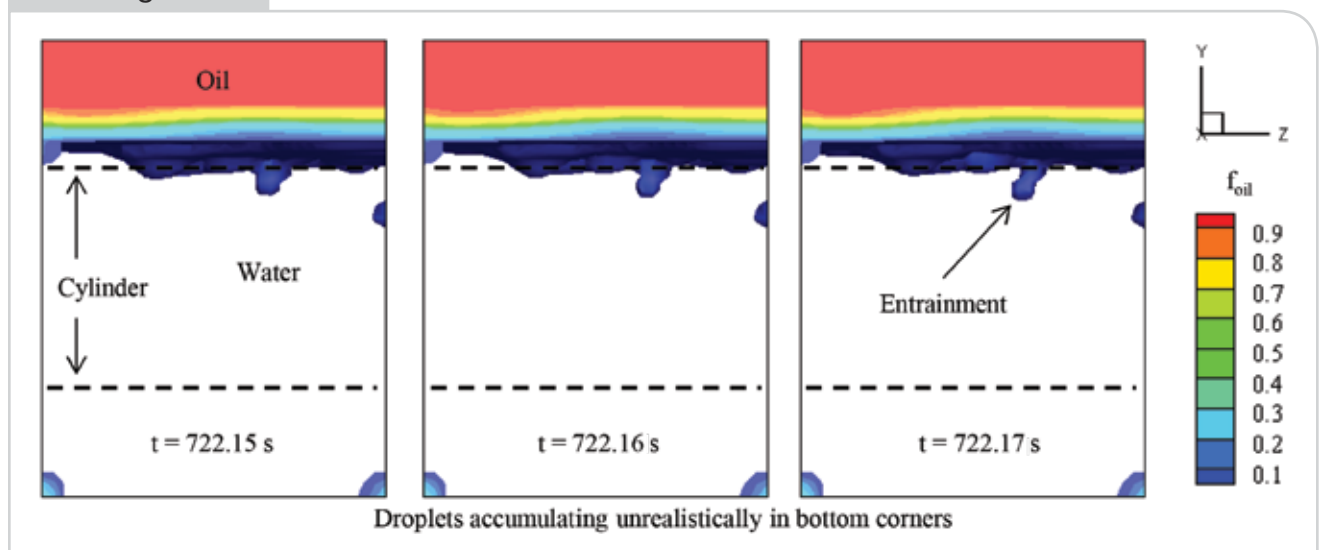 Oil
Cylinder
Water
t = 722.15 s
t = 722.16 s
Entrainment
t = 722.17 s
Y
X
Z
f_oil
0.9
0.8
0.7
0.6
0.5
0.4
0.3
0.2
0.1
Droplets accumulating unrealistically in bottom corners